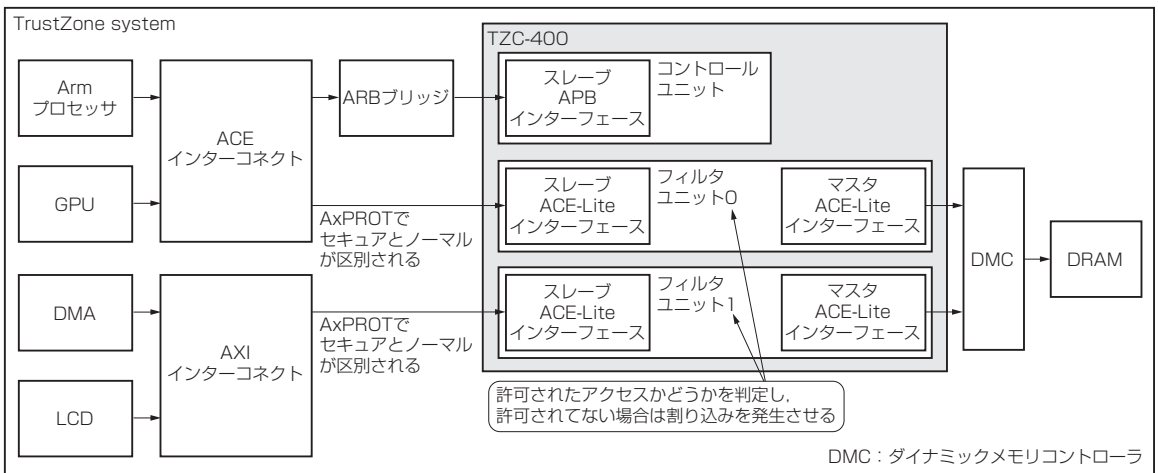 TrustZone system
TZC-400
Arm
プロセッサ
GPU
ACE
インターコネクト
ARBブリッジ
スレーブ
APB
インターフェース
コントロール
ユニット
AxPROTで
セキュアとノーマル
が区別される
スレーブ
ACE-Lite
インターフェース
フィルタ
ユニット0
マスタ
ACE-Lite
インターフェース
DMA
LCD
AXI
インターコネクト
AxPROTで
セキュアとノーマル
が区別される
スレーブ
ACE-Lite
インターフェース
フィルタ
ユニット1
マスタ
ACE-Lite
インターフェース
DMC
DRAM
許可されたアクセスかどうかを判定し,
許可されてない場合は割り込みを発生させる
DMC：ダイナミックメモリコントローラ